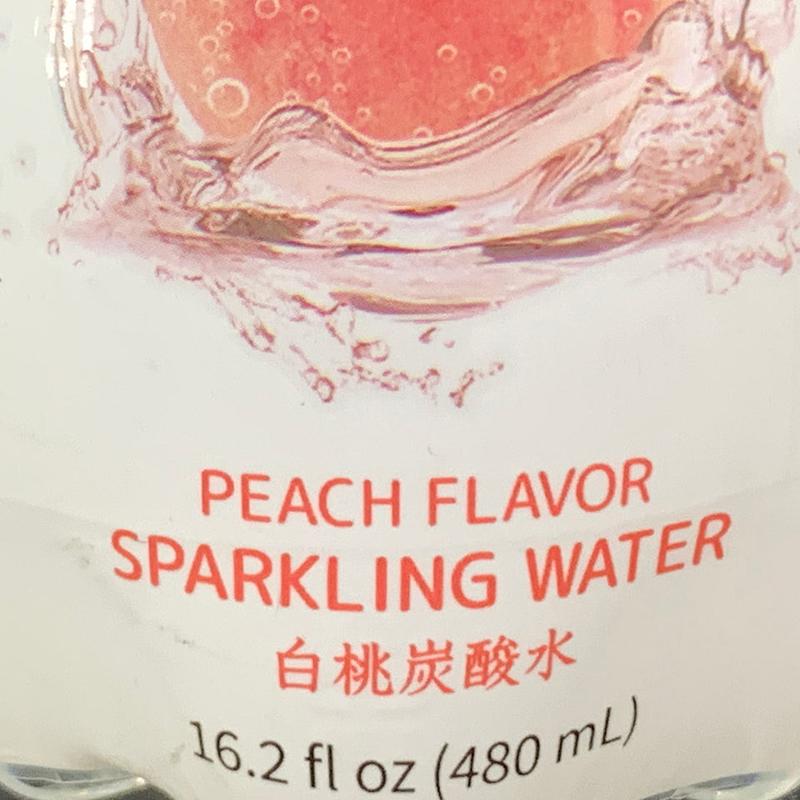 PEACH FLAVOR
SPARKLING WATER
白桃炭酸水
16.2 fl oz (480 mL)